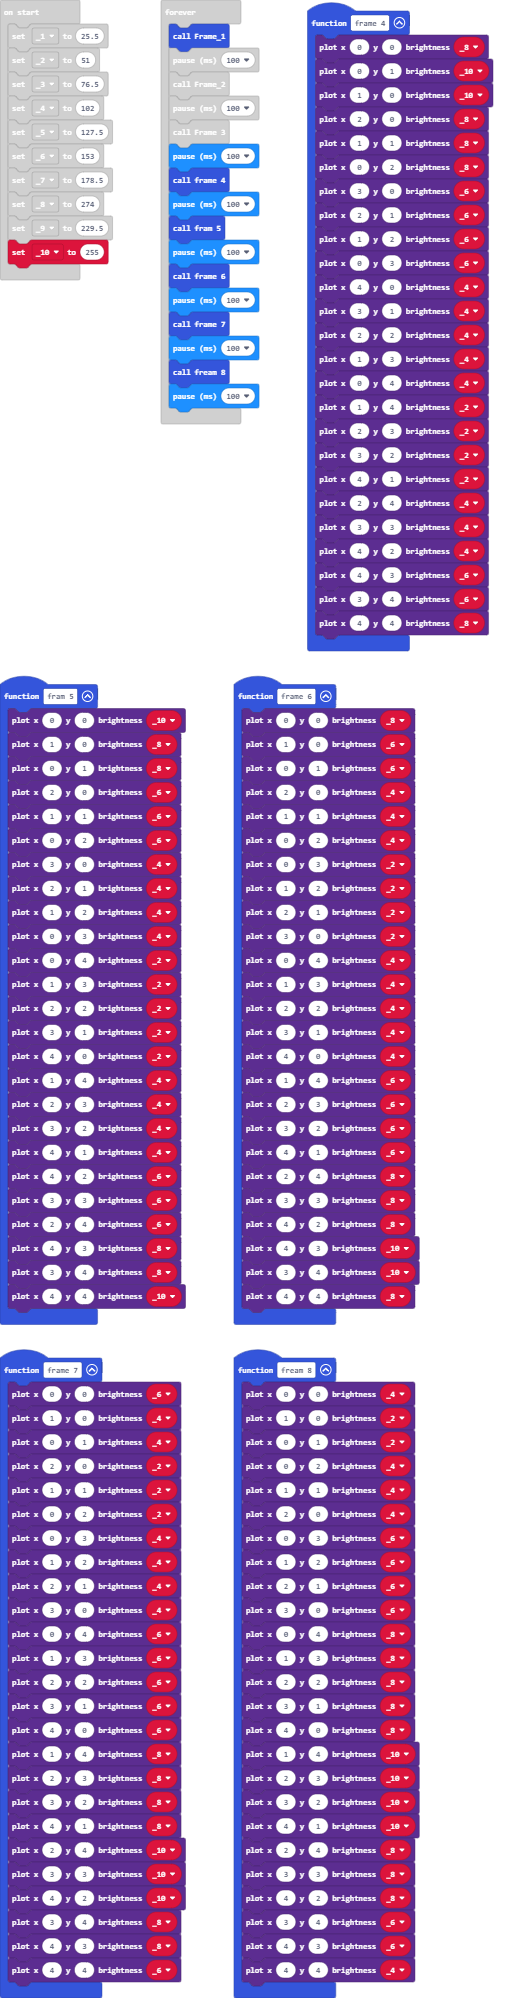 on start
set _1 to 25.5
set _2 to 51
set _3 to 76.5
set _4 to 102
set _5 to 127.5
set _6 to 153
set _7 to 178.5
set _8 to 274
set _9 to 229.5
set _10 to 255
forever
call Frame_1
pause (ms) 100
call Frame_2
pause (ms) 100
call Frame 3
pause (ms) 100
call frame 4
pause (ms) 100
call fram 5
pause (ms) 100
call frame 6
pause (ms) 100
call frame 7
pause (ms) 100
call fream 8
pause (ms) 100
function frame 4
plot x 0 y 0 brightness _8
plot x 0 y 1 brightness _10
plot x 1 y 0 brightness _10
plot x 2 y 0 brightness _8
plot x 1 y 1 brightness _8
plot x 0 y 2 brightness _8
plot x 3 y 0 brightness _6
plot x 2 y 1 brightness _6
plot x 1 y 2 brightness _6
plot x 0 y 3 brightness _6
plot x 4 y 0 brightness _4
plot x 3 y 1 brightness _4
plot x 2 y 2 brightness _4
plot x 1 y 3 brightness _4
plot x 0 y 4 brightness _4
plot x 1 y 4 brightness _2
plot x 2 y 3 brightness _2
plot x 3 y 2 brightness _2
plot x 4 y 1 brightness _2
plot x 2 y 4 brightness _4
plot x 3 y 3 brightness _4
plot x 4 y 2 brightness _4
plot x 4 y 3 brightness _6
plot x 3 y 4 brightness _6
plot x 4 y 4 brightness _8
function fram 5
plot x 0 y 0 brightness _10
plot x 1 y 0 brightness _8
plot x 0 y 1 brightness _8
plot x 2 y 0 brightness _6
plot x 1 y 1 brightness _6
plot x 0 y 2 brightness _6
plot x 3 y 0 brightness _4
plot x 2 y 1 brightness _4
plot x 1 y 2 brightness _4
plot x 0 y 3 brightness _4
plot x 0 y 4 brightness _2
plot x 1 y 3 brightness _2
plot x 2 y 2 brightness _2
plot x 3 y 1 brightness _2
plot x 4 y 0 brightness _2
plot x 1 y 4 brightness _4
plot x 2 y 3 brightness _4
plot x 3 y 2 brightness _4
plot x 4 y 1 brightness _4
plot x 4 y 2 brightness _6
plot x 3 y 3 brightness _6
plot x 2 y 4 brightness _6
plot x 4 y 3 brightness _8
plot x 3 y 4 brightness _8
plot x 4 y 4 brightness _10
function frame 6
plot x 0 y 0 brightness _8
plot x 1 y 0 brightness _6
plot x 0 y 1 brightness _6
plot x 2 y 0 brightness _4
plot x 1 y 1 brightness _4
plot x 0 y 2 brightness _4
plot x 0 y 3 brightness _2
plot x 1 y 2 brightness _2
plot x 2 y 1 brightness _2
plot x 3 y 0 brightness _2
plot x 0 y 4 brightness _4
plot x 1 y 3 brightness _4
plot x 2 y 2 brightness _4
plot x 3 y 1 brightness _4
plot x 4 y 0 brightness _4
plot x 1 y 4 brightness _6
plot x 2 y 3 brightness _6
plot x 3 y 2 brightness _6
plot x 4 y 1 brightness _6
plot x 2 y 4 brightness _8
plot x 3 y 3 brightness _8
plot x 4 y 2 brightness _8
plot x 4 y 3 brightness _10
plot x 3 y 4 brightness _10
plot x 4 y 4 brightness _8
function frame 7
plot x 0 y 0 brightness _6
plot x 1 y 0 brightness _4
plot x 0 y 1 brightness _4
plot x 2 y 0 brightness _2
plot x 1 y 1 brightness _2
plot x 0 y 2 brightness _2
plot x 0 y 3 brightness _4
plot x 1 y 2 brightness _4
plot x 2 y 1 brightness _4
plot x 3 y 0 brightness _4
plot x 0 y 4 brightness _6
plot x 1 y 3 brightness _6
plot x 2 y 2 brightness _6
plot x 3 y 1 brightness _6
plot x 4 y 0 brightness _6
plot x 1 y 4 brightness _8
plot x 2 y 3 brightness _8
plot x 3 y 2 brightness _8
plot x 4 y 1 brightness _8
plot x 2 y 4 brightness _10
plot x 3 y 3 brightness _10
plot x 4 y 2 brightness _10
plot x 3 y 4 brightness _8
plot x 4 y 3 brightness _8
plot x 4 y 4 brightness _6
function fream 8
plot x 0 y 0 brightness _4
plot x 1 y 0 brightness _2
plot x 0 y 1 brightness _2
plot x 0 y 2 brightness _4
plot x 1 y 1 brightness _4
plot x 2 y 0 brightness _4
plot x 0 y 3 brightness _6
plot x 1 y 2 brightness _6
plot x 2 y 1 brightness _6
plot x 3 y 0 brightness _6
plot x 0 y 4 brightness _8
plot x 1 y 3 brightness _8
plot x 2 y 2 brightness _8
plot x 3 y 1 brightness _8
plot x 4 y 0 brightness _8
plot x 1 y 4 brightness _10
plot x 2 y 3 brightness _10
plot x 3 y 2 brightness _10
plot x 4 y 1 brightness _10
plot x 2 y 4 brightness _8
plot x 3 y 3 brightness _8
plot x 4 y 2 brightness _8
plot x 3 y 4 brightness _6
plot x 4 y 3 brightness _6
plot x 4 y 4 brightness _4